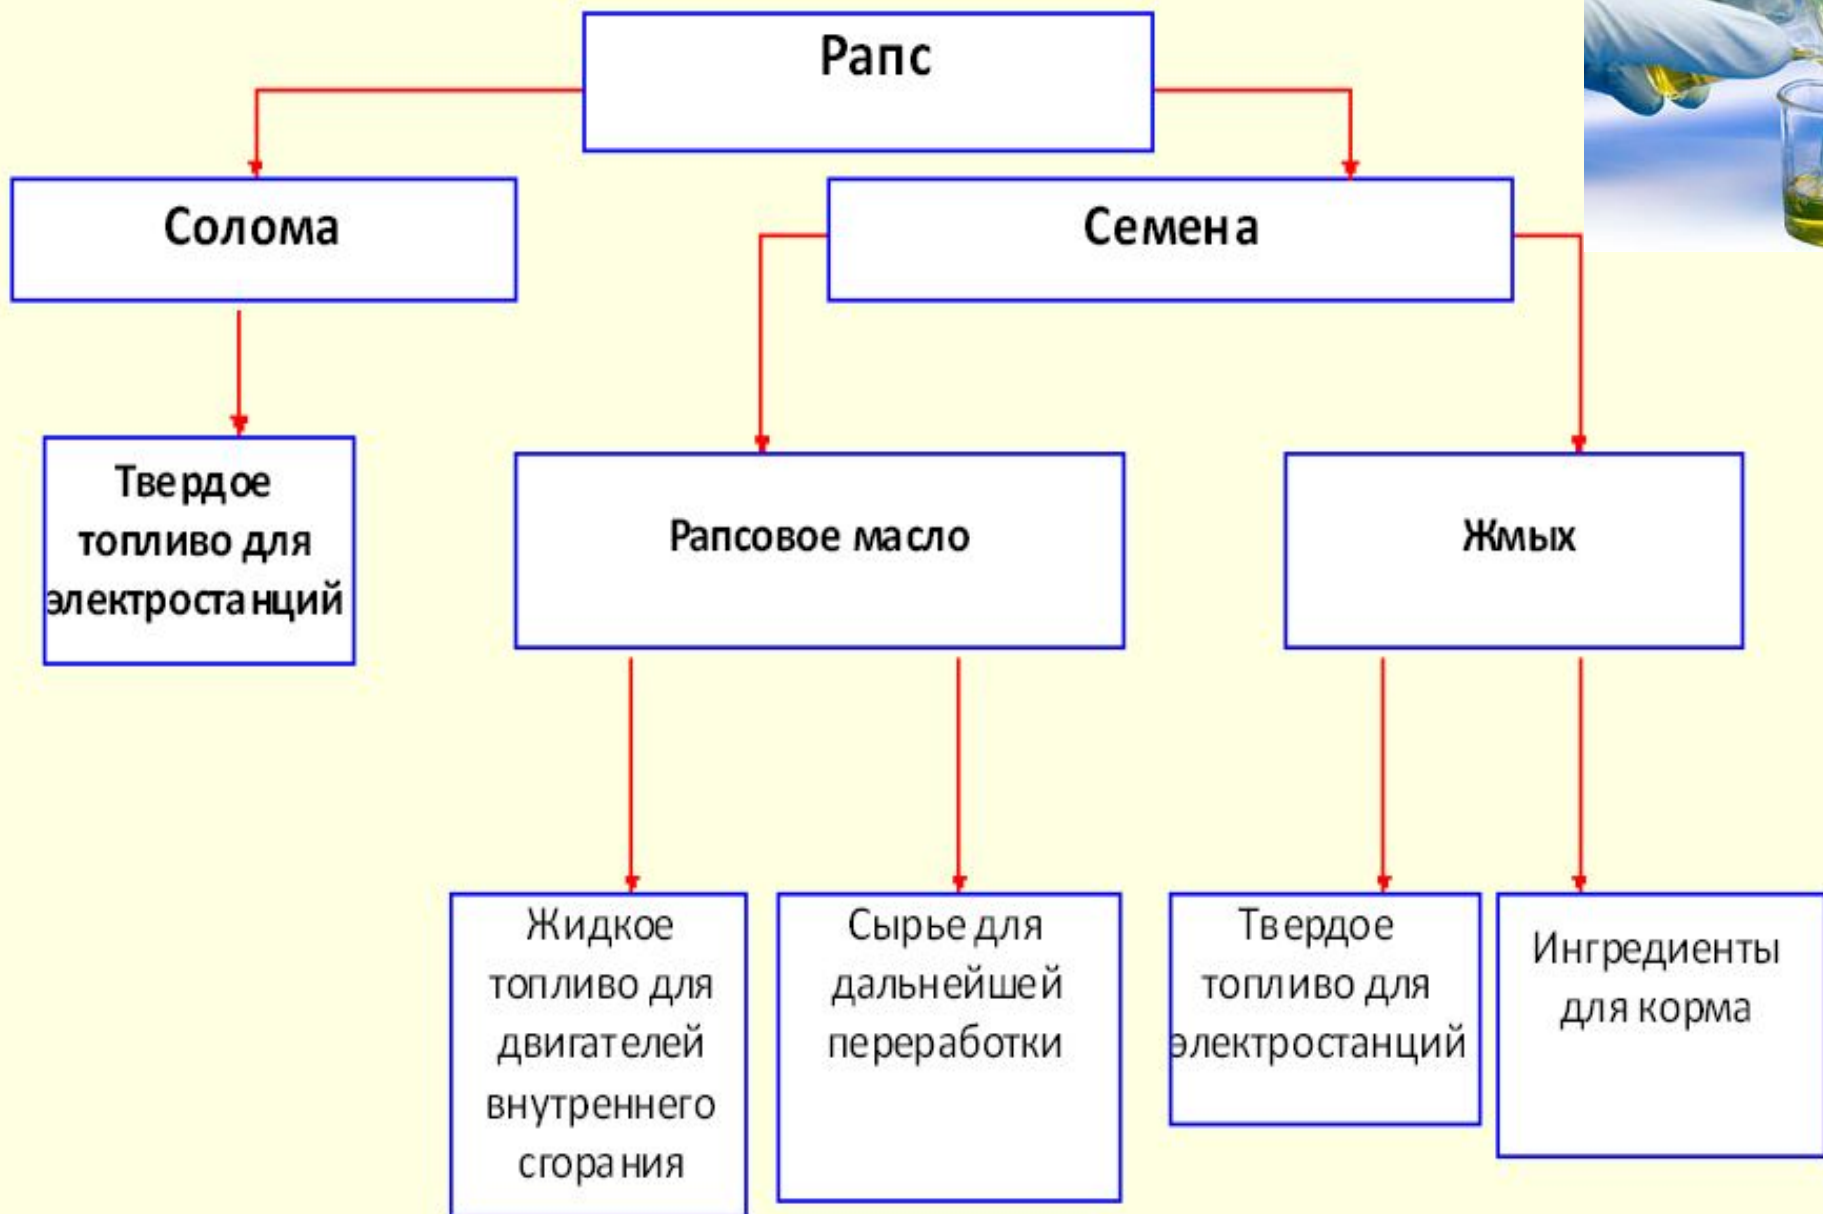 Рапс
Солома
Семена
Твердое
топливо для
электростанций
Рапсовое масло
Жмых
Жидкое
топливо для
двигателей
внутреннего
сгорания
Сырье для
дальнейшей
переработки
Твердое
топливо для
электростанций
Ингредиенты
для корма